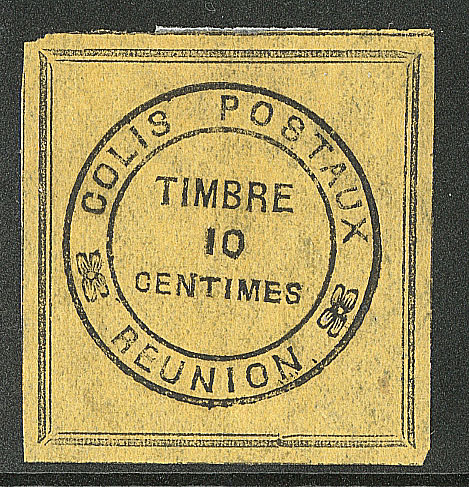 COLIS POSTAUX
TIMBRE
10
CENTIMES
REUNION